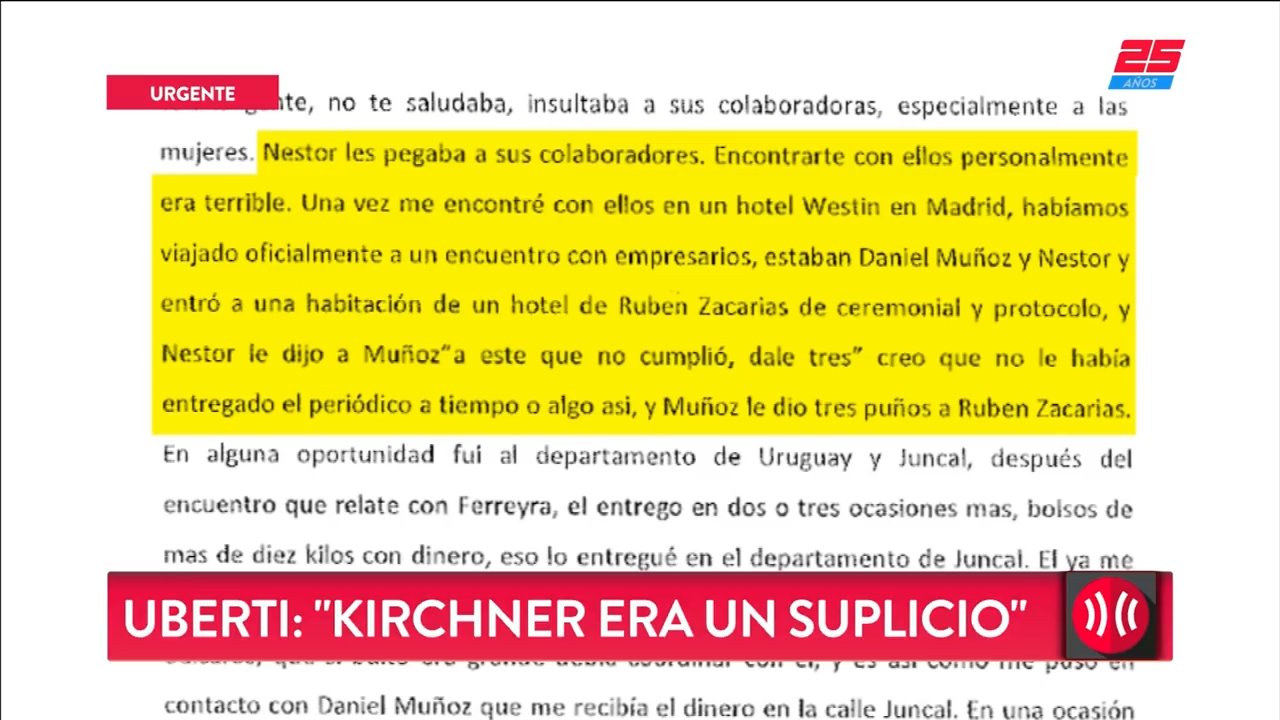 25
AÑOS
URGENTE
no te saludaba, insultaba a sus colaboradoras, especialmente a las
mujeres. Nestor les pegaba a sus colaboradores. Encontrarte con ellos personalmente
era terrible. Una vez me encontré con ellos en un hotel Westin en Madrid, habíamos
viajado oficialmente a un encuentro con empresarios, estaban Daniel Muñoz y Nestor y
entró a una habitación de un hotel de Ruben Zacarias de ceremonial y protocolo, y
Nestor le dijo a Muñoz"a este que no cumplió, dale tres" creo que no le había
entregado el periódico a tiempo o algo asi, y Muñoz le dio tres puños a Ruben Zacarias.
En alguna oportunidad fui al departamento de Uruguay y Juncal, después del
encuentro que relate con Ferreyra, el entrego en dos o tres ocasiones mas, bolsos de
mas de diez kilos con dinero, eso lo entregué en el departamento de Juncal. El ya me
UBERTI: "KIRCHNER ERA UN SUPLICIO"
contacto con Daniel Muñoz que me recibía el dinero en la calle Juncal. En una ocasión